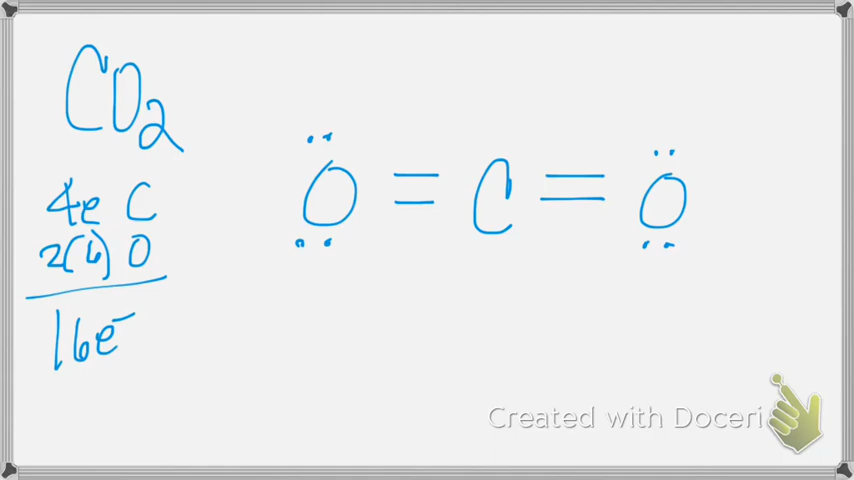 CO2
4e C
2(6) O
16e-
¨O = C = O¨
Created with Doceri